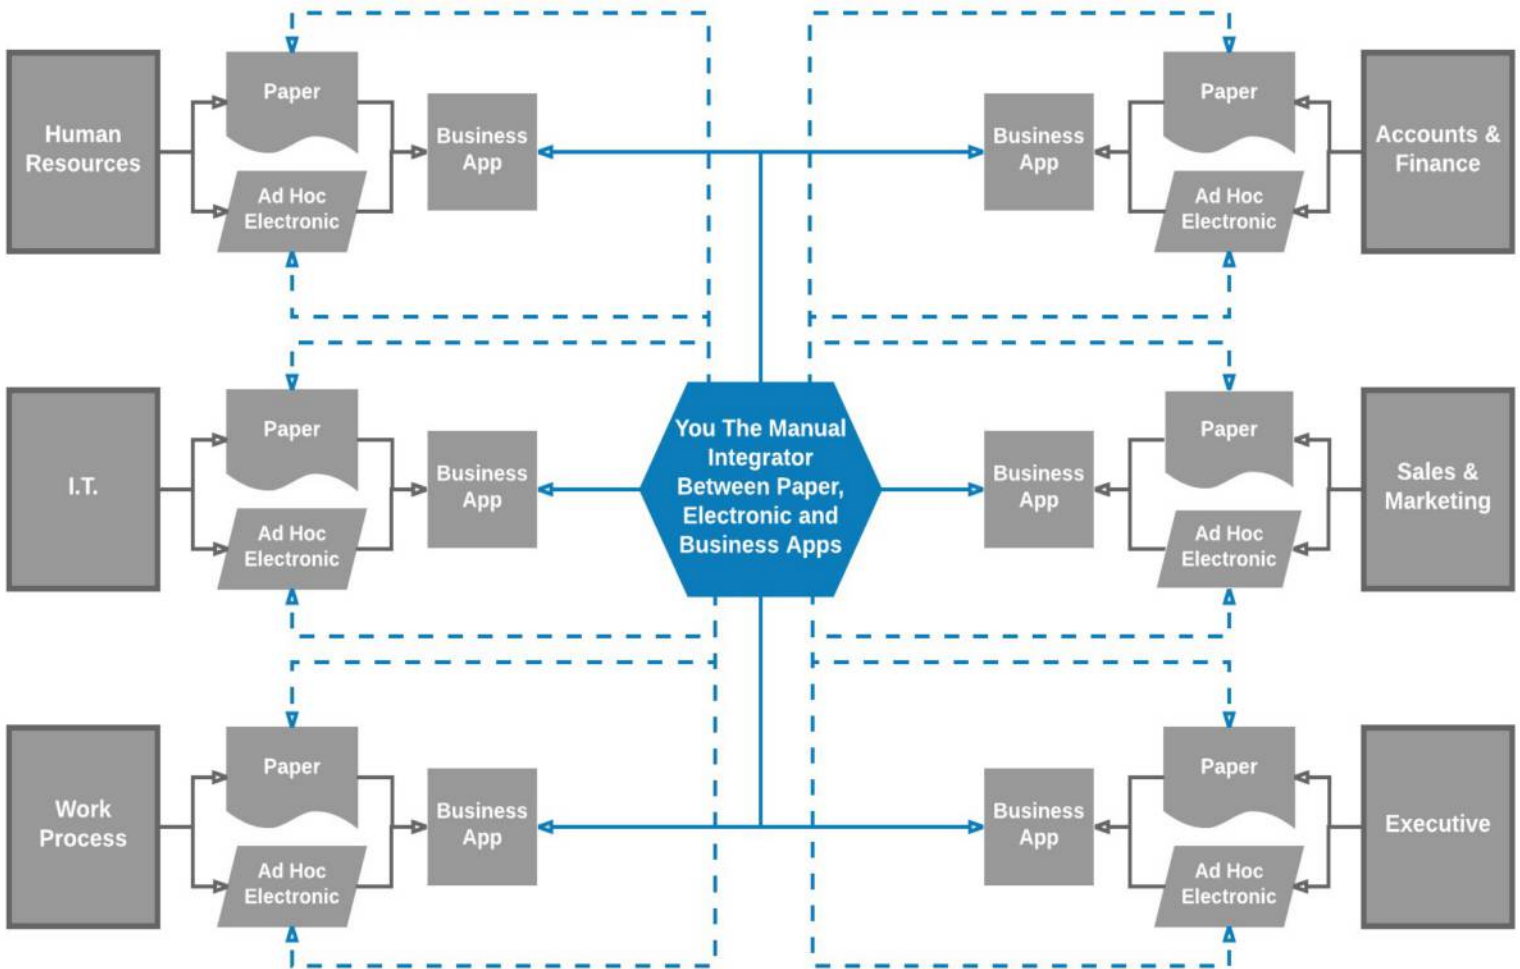 Human
Resources
Paper
Ad Hoc
Electronic
Business
App
Business
App
Paper
Ad Hoc
Electronic
Accounts &
Finance
I.T.
Paper
Ad Hoc
Electronic
Business
App
You The Manual
Integrator
Between Paper,
Electronic and
Business Apps
Business
App
Paper
Ad Hoc
Electronic
Sales &
Marketing
Work
Process
Paper
Ad Hoc
Electronic
Business
App
Business
App
Paper
Ad Hoc
Electronic
Executive